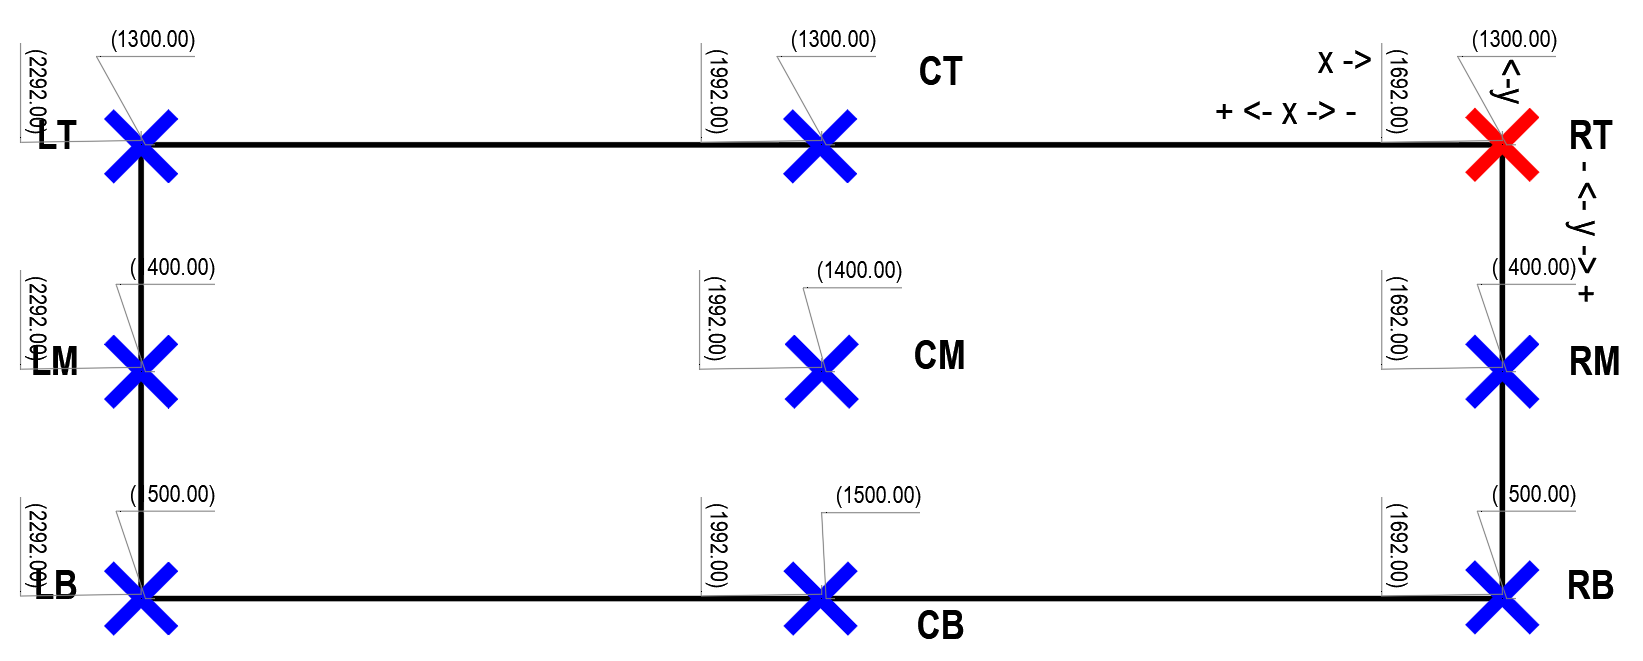 (1300.00)
(1300.00)
(1300.00)
(2292.00)
(1992.00)
(1692.00)
CT
x ->
<-y
+ <- x -> -
LT
RT
- <- y -> +
( 400.00)
(1400.00)
( 400.00)
(2292.00)
(1992.00)
(1692.00)
LM
CM
RM
( 500.00)
(1500.00)
( 500.00)
(2292.00)
(1992.00)
(1692.00)
LB
CB
RB